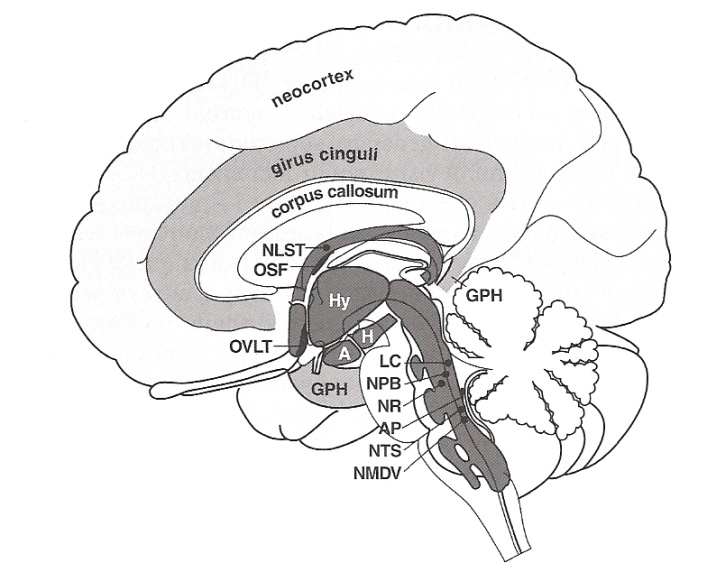 neocortex
girus cinguli
corpus callosum
NLST
OSF
Hy
GPH
OVLT
H
A
LC
GPH
NPB
NR
AP
NTS
NMDV